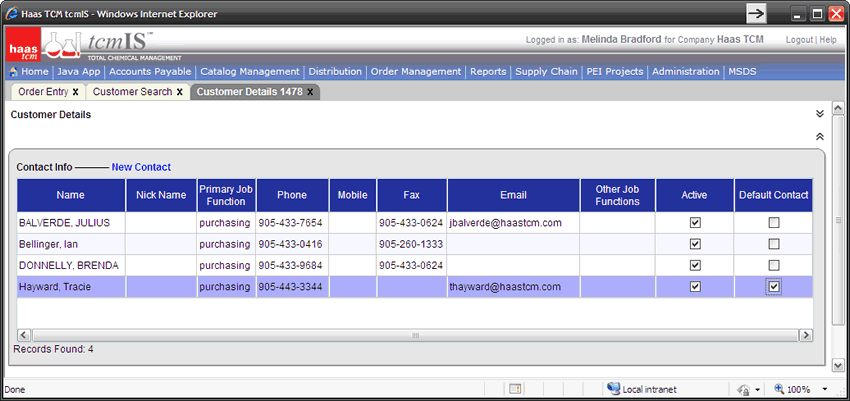 Haas TCM tcmIS - Windows Internet Explorer
haas tcm tcmIS™ TOTAL CHEMICAL MANAGEMENT
Logged in as: Melinda Bradford for Company Haas TCM Logout | Help
Home | Java App | Accounts Payable | Catalog Management | Distribution | Order Management | Reports | Supply Chain | PEI Projects | Administration | MSDS
Order Entry x Customer Search x Customer Details 1478 x
Customer Details
Contact Info ——— New Contact
Name Nick Name Primary Job Function Phone Mobile Fax Email Other Job Functions Active Default Contact
BALVERDE, JULIUS purchasing 905-433-7654 905-433-0624 jbalverde@haastcm.com
Bellinger, Ian purchasing 905-433-0416 905-260-1333
DONNELLY, BRENDA purchasing 905-433-9684 905-433-0624
Hayward, Tracie purchasing 905-443-3344 thayward@haastcm.com
Records Found: 4
Done Local intranet 100%